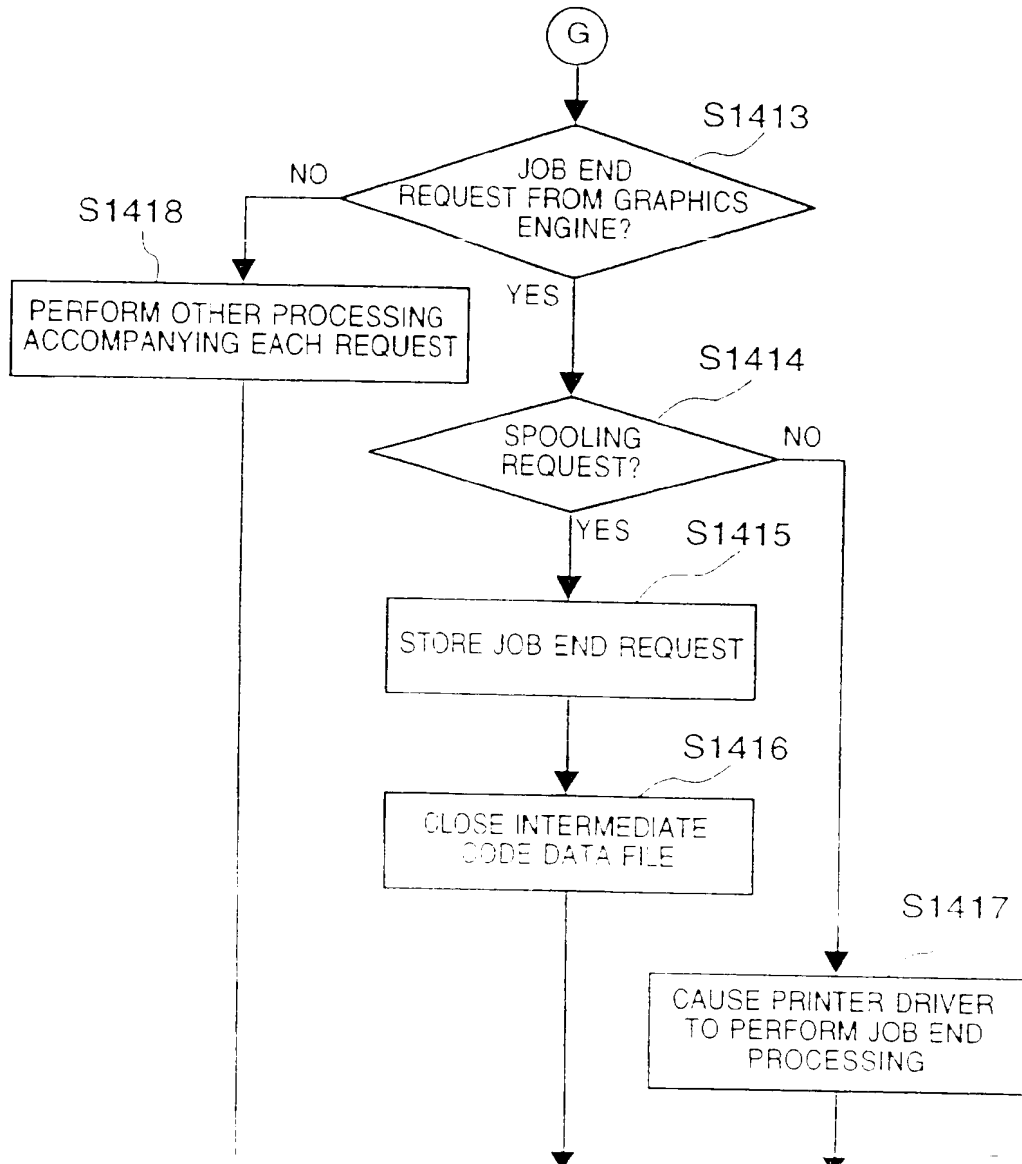 G
S1413
JOB END
REQUEST FROM GRAPHICS
ENGINE?
NO
YES
S1418
PERFORM OTHER PROCESSING
ACCOMPANYING EACH REQUEST
S1414
SPOOLING
REQUEST?
NO
YES
S1415
STORE JOB END REQUEST
S1416
CLOSE INTERMEDIATE
CODE DATA FILE
S1417
CAUSE PRINTER DRIVER
TO PERFORM JOB END
PROCESSING